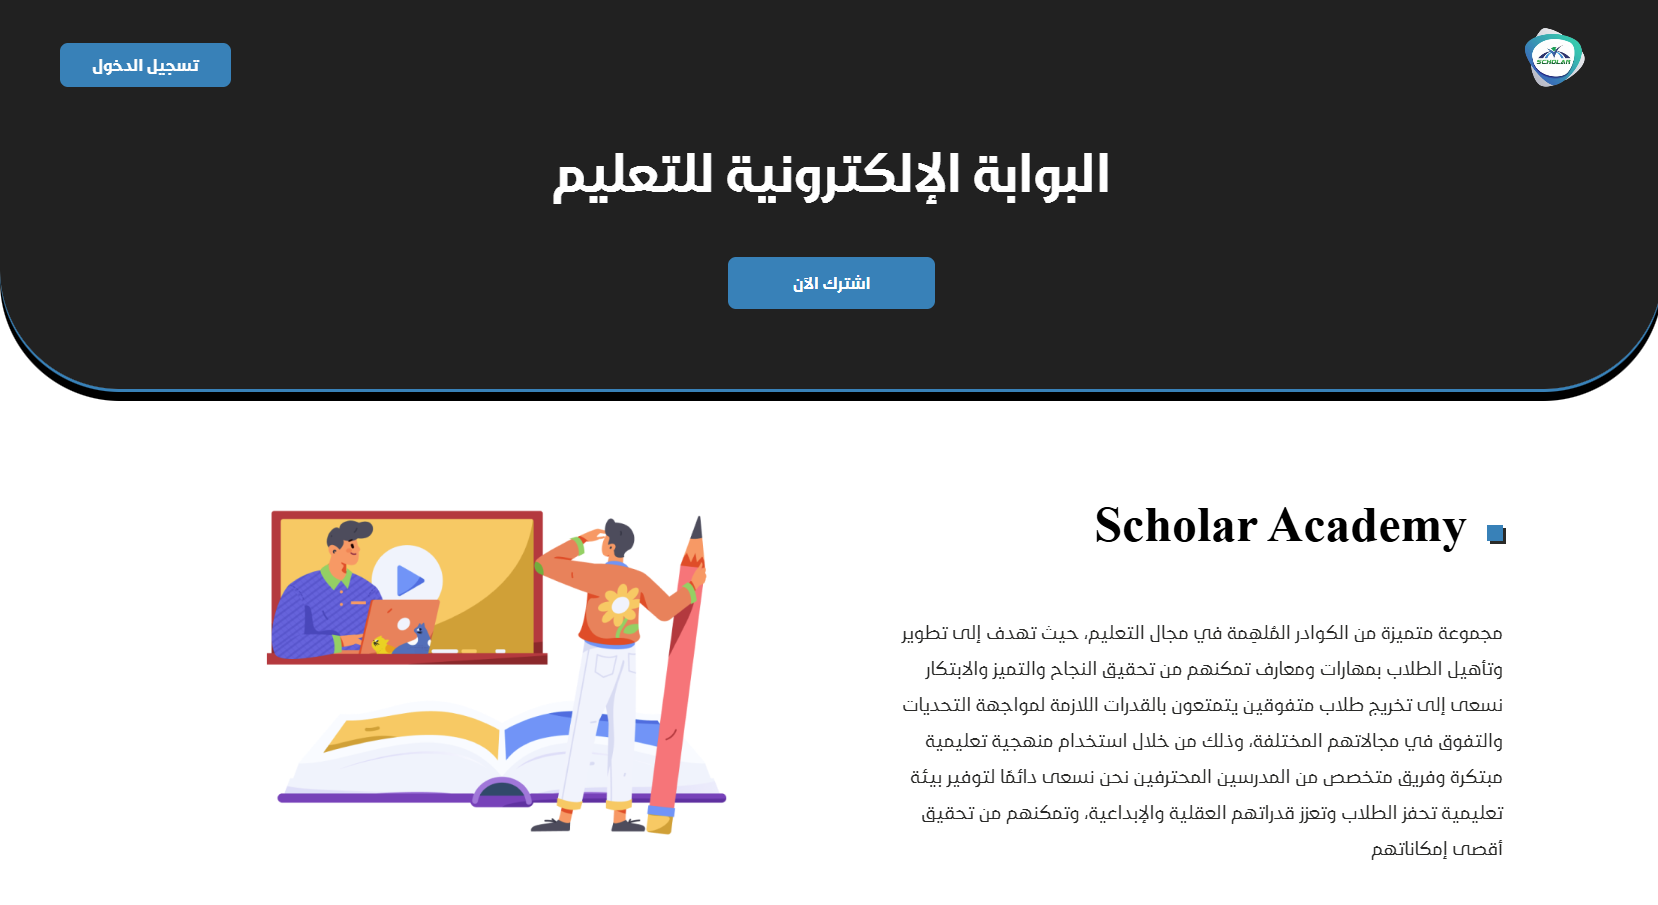 SCHOLAR
تسجيل الدخول
البوابة الإلكترونية للتعليم
اشترك الآن
Scholar Academy
مجموعة متميزة من الكوادر المُلهِمة في مجال التعليم، حيث تهدف إلى تطوير
وتأهيل الطلاب بمهارات ومعارف تمكنهم من تحقيق النجاح والتميز والابتكار
نسعى إلى تخريج طلاب متفوقين يتمتعون بالقدرات اللازمة لمواجهة التحديات
والتفوق في مجالاتهم المختلفة، وذلك من خلال استخدام منهجية تعليمية
مبتكرة وفريق متخصص من المدرسين المحترفين نحن نسعى دائمًا لتوفير بيئة
تعليمية تحفز الطلاب وتعزز قدراتهم العقلية والإبداعية، وتمكنهم من تحقيق
أقصى إمكاناتهم